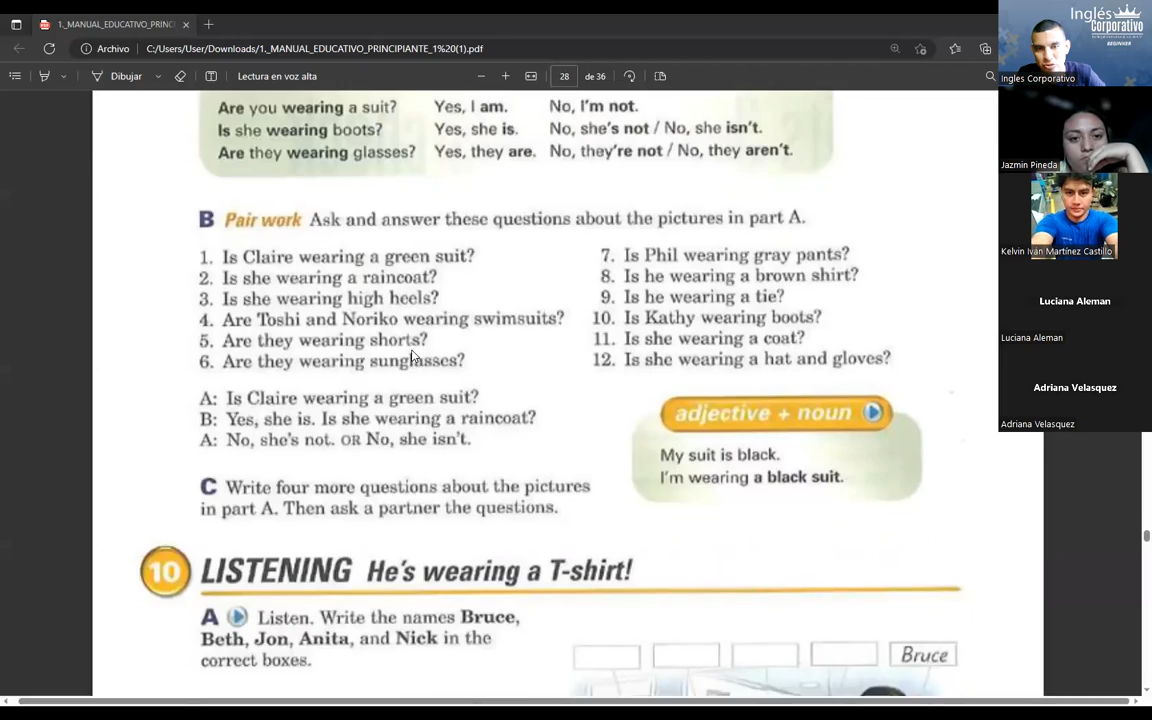 1._MANUAL_EDUCATIVO_PRINC
Archivo
C:/Users/User/Downloads/1._MANUAL_EDUCATIVO_PRINCIPIANTE_1%20(1).pdf
Dibujar
Lectura en voz alta
28
de 36
Are you wearing a suit? Yes, I am. No, I'm not.
Is she wearing boots? Yes, she is. No, she's not / No, she isn't.
Are they wearing glasses? Yes, they are. No, they're not / No, they aren't.
B Pair work Ask and answer these questions about the pictures in part A.
1. Is Claire wearing a green suit?
2. Is she wearing a raincoat?
3. Is she wearing high heels?
4. Are Toshi and Noriko wearing swimsuits?
5. Are they wearing shorts?
6. Are they wearing sunglasses?
7. Is Phil wearing gray pants?
8. Is he wearing a brown shirt?
9. Is he wearing a tie?
10. Is Kathy wearing boots?
11. Is she wearing a coat?
12. Is she wearing a hat and gloves?
A: Is Claire wearing a green suit?
B: Yes, she is. Is she wearing a raincoat?
A: No, she's not. OR No, she isn't.
adjective + noun
My suit is black.
I'm wearing a black suit.
C Write four more questions about the pictures
in part A. Then ask a partner the questions.
10 LISTENING He's wearing a T-shirt!
A Listen. Write the names Bruce,
Beth, Jon, Anita, and Nick in the
correct boxes.
Bruce
Inglés
Corporativo
BEGINNER
Ingles Corporativo
Jazmín Pineda
Kelvin Ivan Martínez Castillo
Luciana Aleman
Luciana Aleman
Adriana Velasquez
Adriana Velasquez